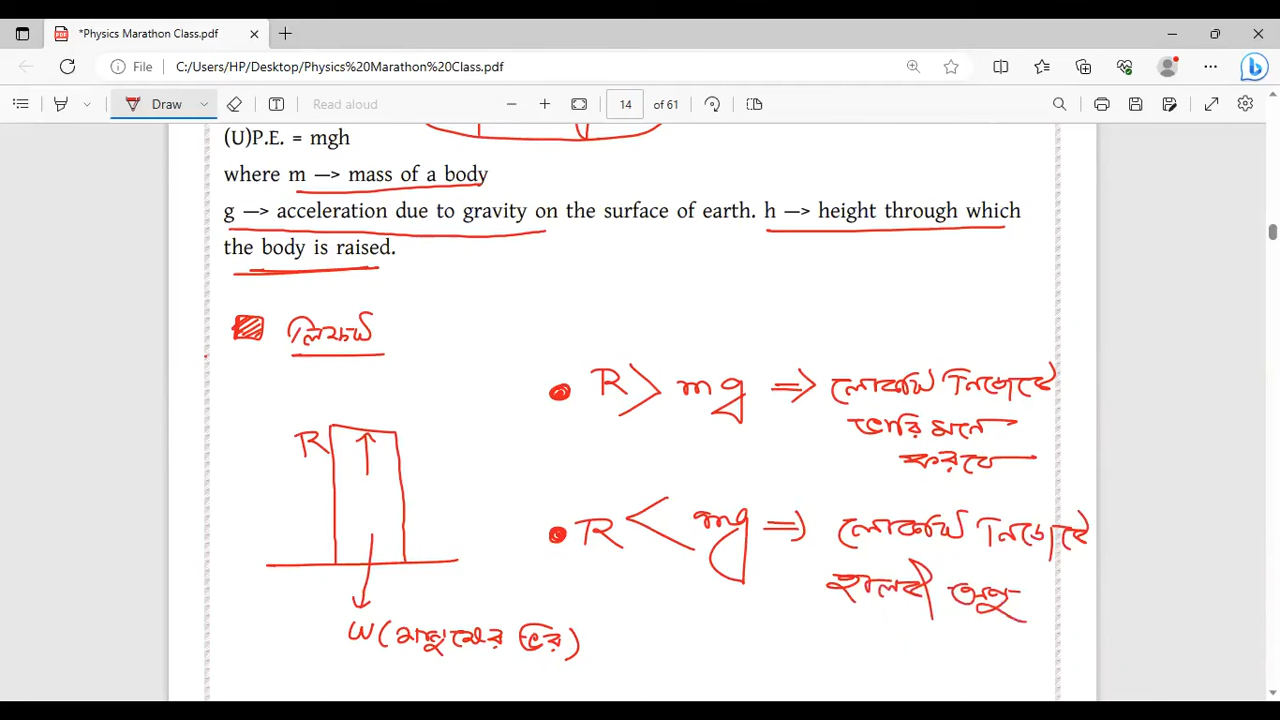 *Physics Marathon Class.pdf
File C:/Users/HP/Desktop/Physics%20Marathon%20Class.pdf
Draw Read aloud 14 of 61
(U)P.E. = mgh
where m —> mass of a body
g —> acceleration due to gravity on the surface of earth. h —> height through which
the body is raised.
লিফট
R > mg ⇒ লোকটি নিজেকে
ভারি মনে
করবে
R
R < mg ⇒ লোকটি নিজেকে
হালকা অনু
W (মানুষের ভর)